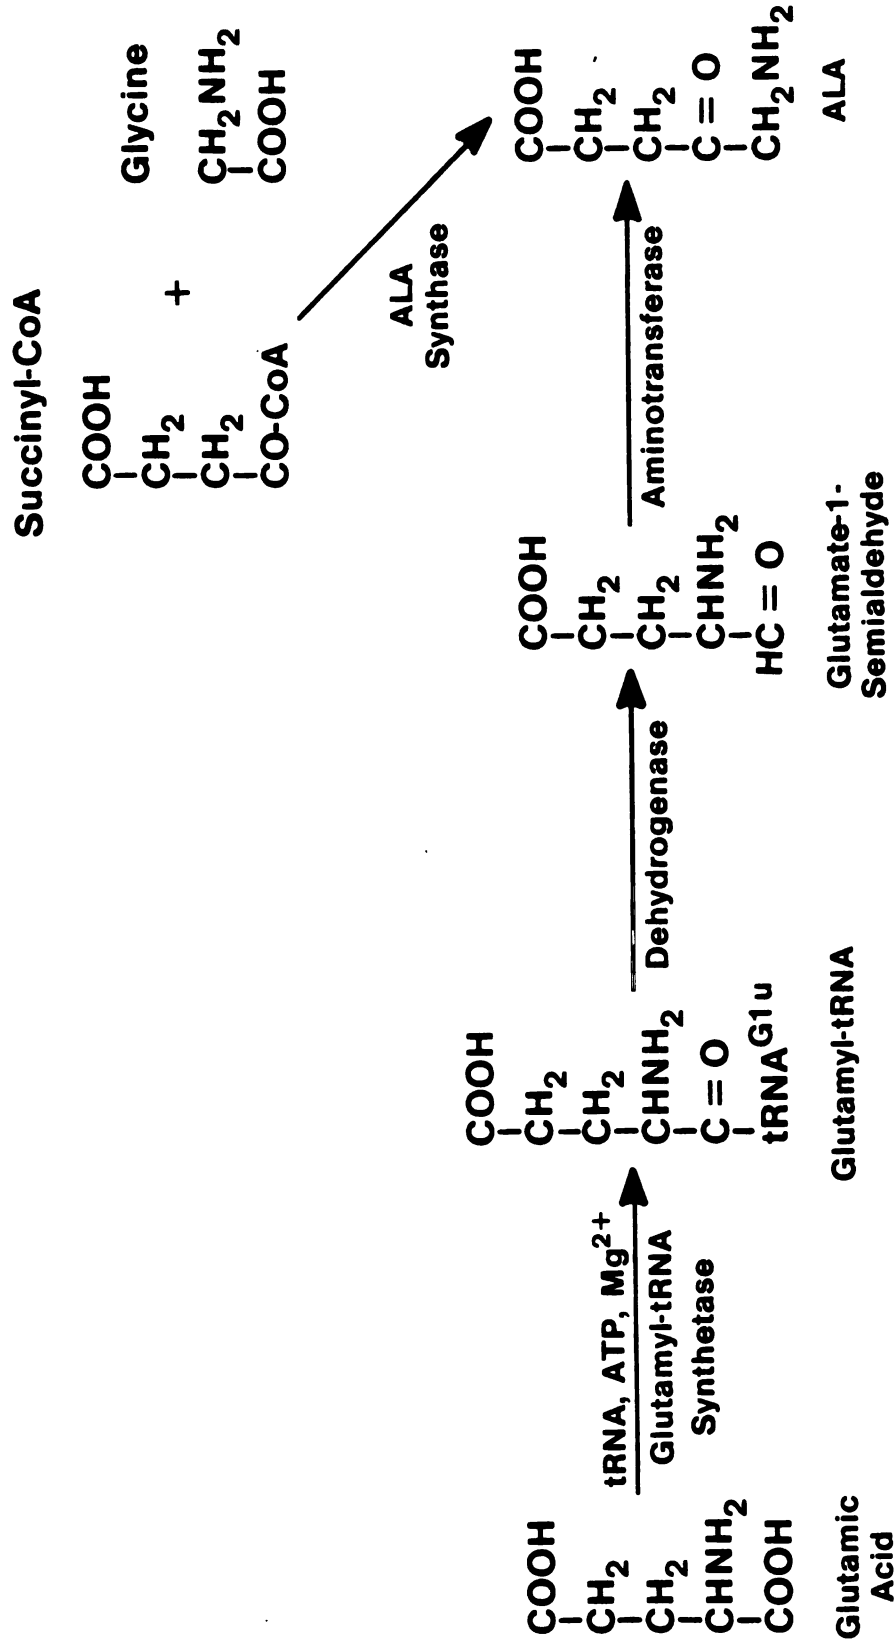 Succinyl-CoA
COOH
CH2
CH2
CO-CoA
+
Glycine
CH2NH2
COOH
ALA
Synthase
COOH
CH2
CH2
CHNH2
COOH
Glutamic
Acid
tRNA, ATP, Mg2+
Glutamyl-tRNA
Synthetase
COOH
CH2
CH2
CHNH2
C=O
tRNAG1u
Glutamyl-tRNA
Dehydrogenase
COOH
CH2
CH2
CHNH2
HC=O
Glutamate-1-
Semialdehyde
Aminotransferase
COOH
CH2
CH2
C=O
CH2NH2
ALA